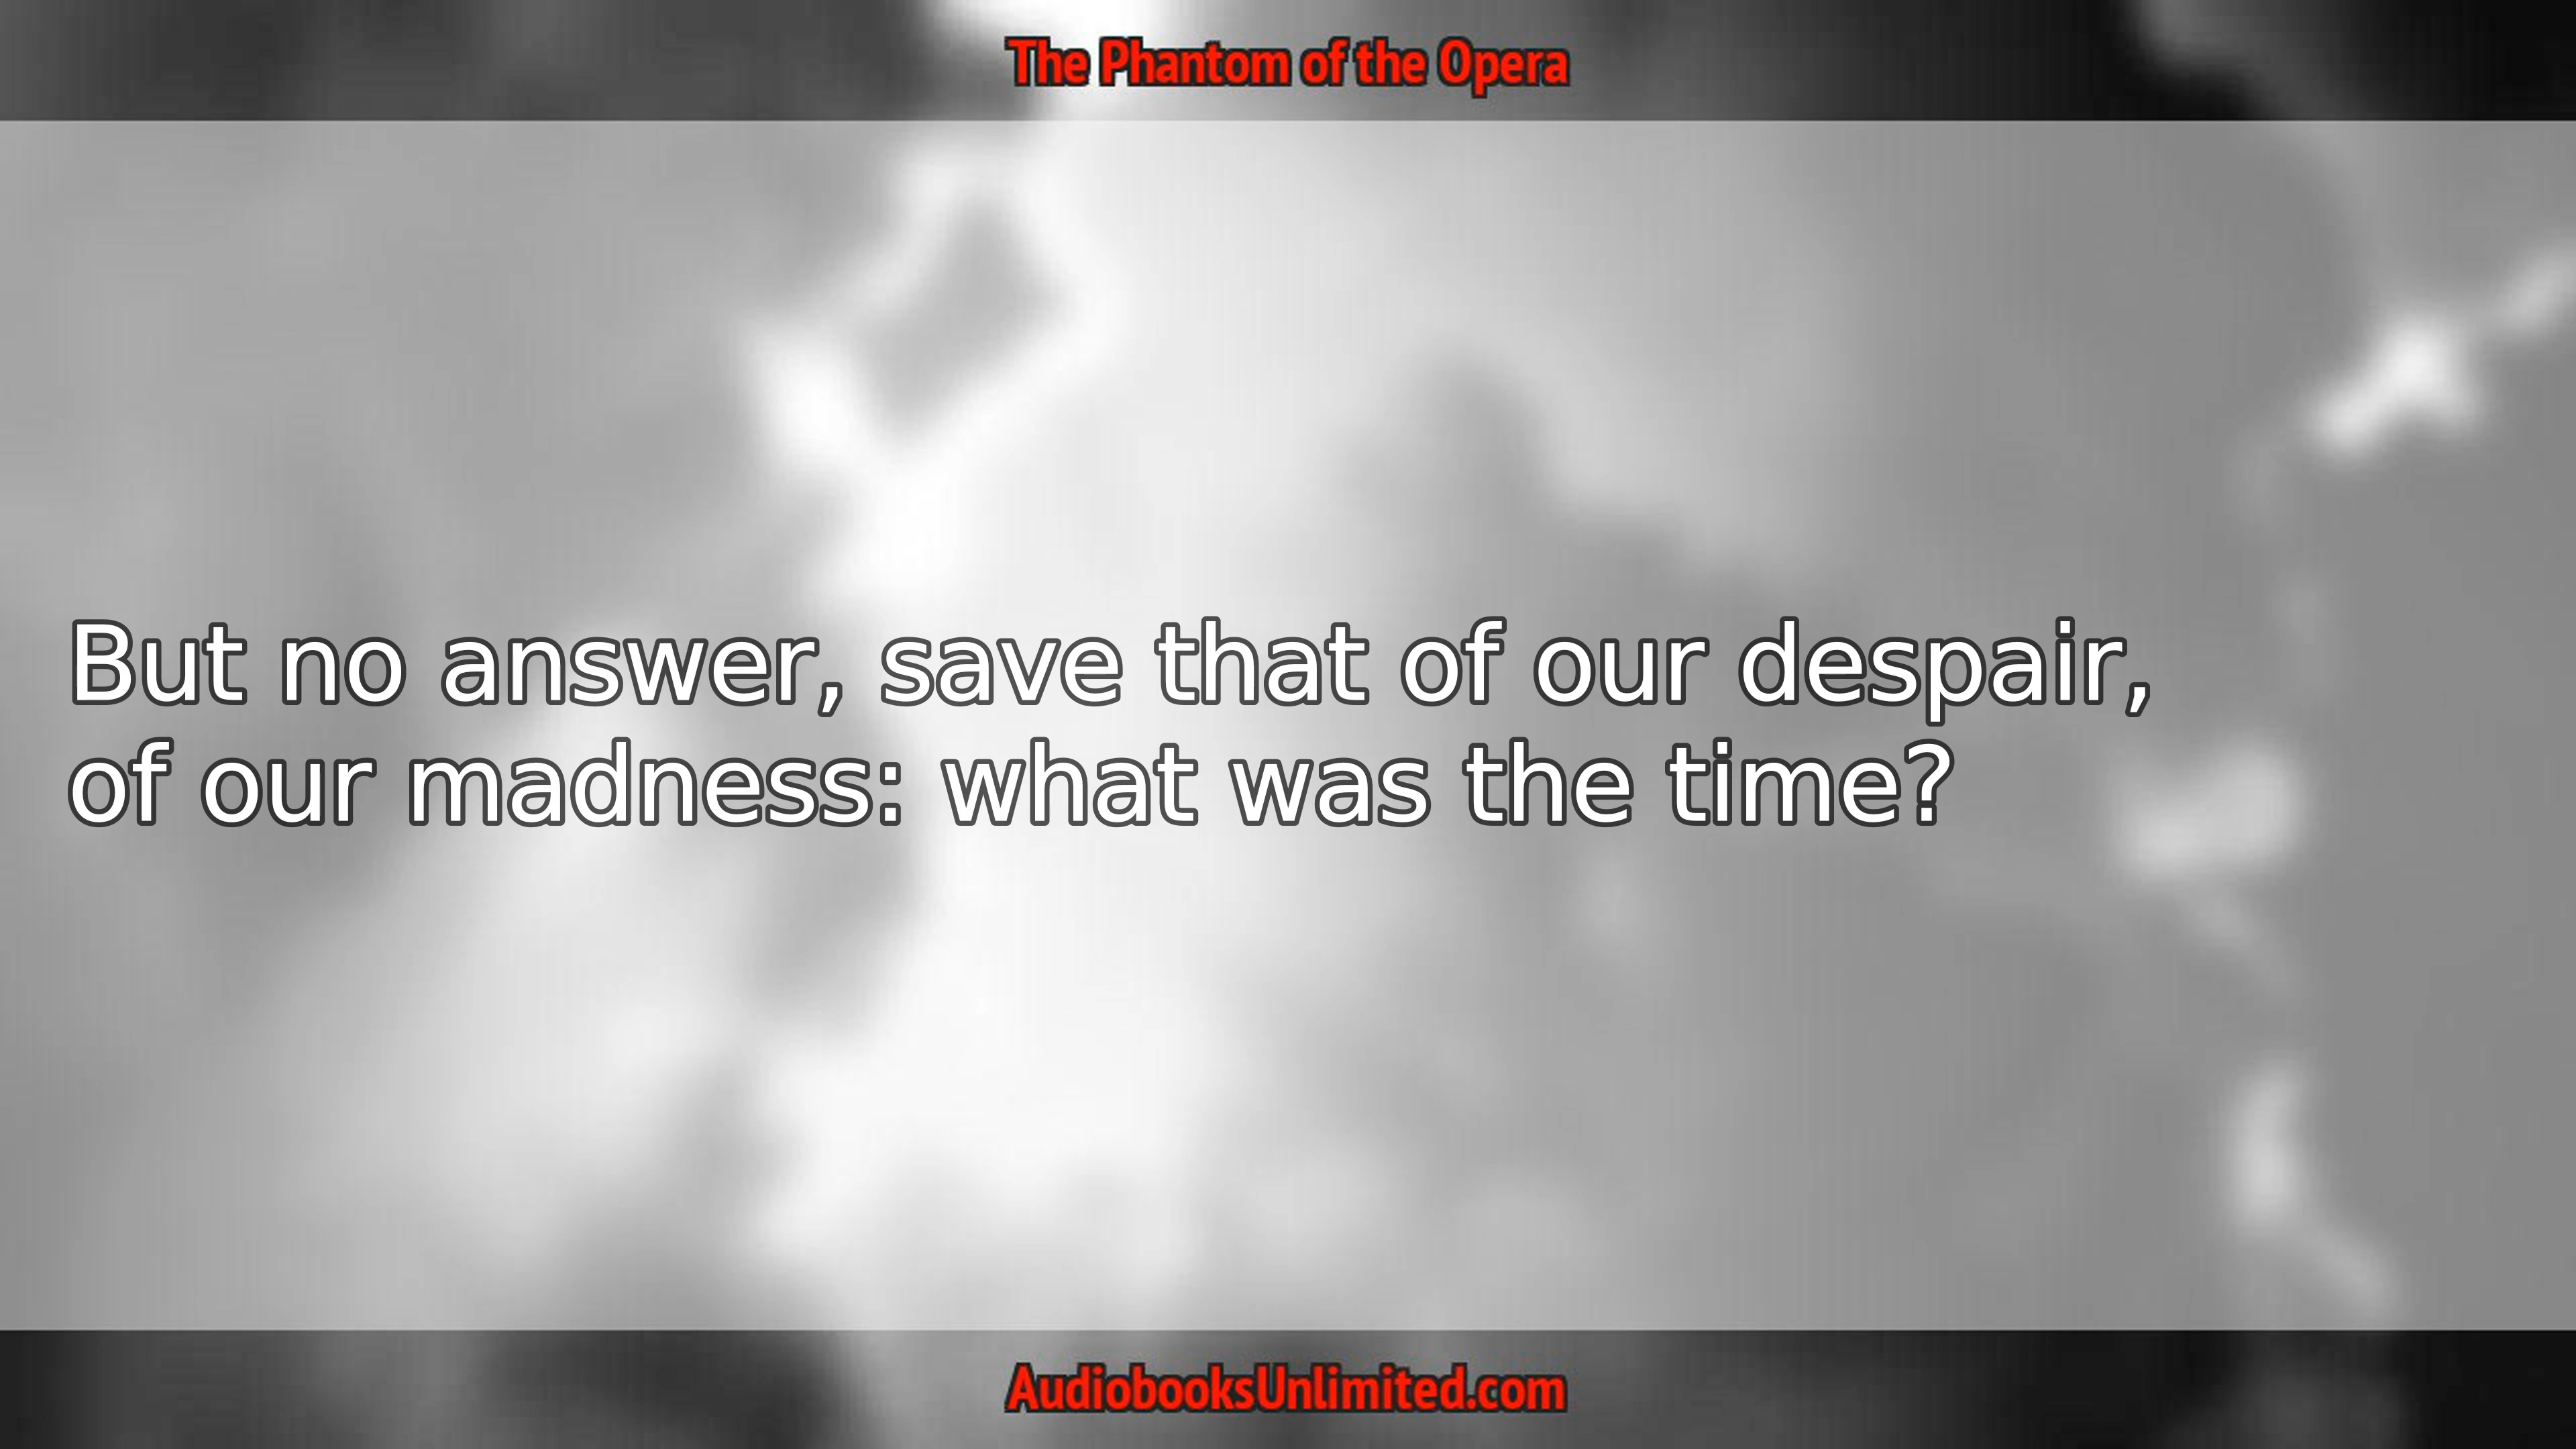 The Phantom of the Opera
But no answer, save that of our despair,
of our madness: what was the time?
AudiobooksUnlimited.com